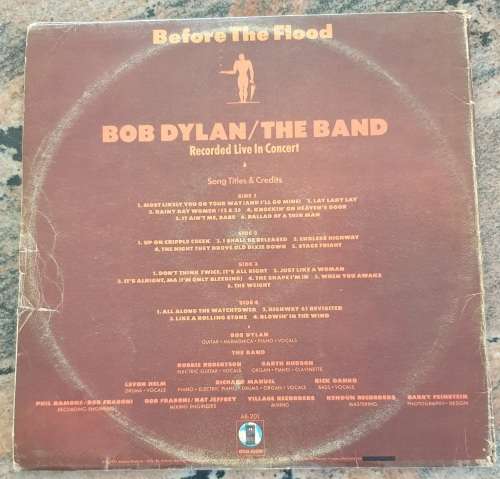 Before The Flood
BOB DYLAN/THE BAND
Recorded Live In Concert
Song Titles & Credits
SIDE 1
1. MOST LIKELY YOU GO YOUR WAY (AND I'LL GO MINE) 2. LAY LADY LAY
3. RAINY DAY WOMEN #12 & 35 4. KNOCKIN' ON HEAVEN'S DOOR
5. IT AIN'T ME, BABE 6. BALLAD OF A THIN MAN
SIDE 2
1. UP ON CRIPPLE CREEK 2. I SHALL BE RELEASED 3. ENDLESS HIGHWAY
4. THE NIGHT THEY DROVE OLD DIXIE DOWN 5. STAGE FRIGHT
SIDE 3
1. DON'T THINK TWICE, IT'S ALL RIGHT 2. JUST LIKE A WOMAN
3. IT'S ALRIGHT, MA (I'M ONLY BLEEDING) 4. THE SHAPE I'M IN 5. WHEN YOU AWAKE
6. THE WEIGHT
SIDE 4
1. ALL ALONG THE WATCHTOWER 2. HIGHWAY 61 REVISITED
3. LIKE A ROLLING STONE 4. BLOWIN' IN THE WIND
BOB DYLAN
GUITAR • HARMONICA • PIANO • VOCALS
THE BAND
ROBBIE ROBERTSON GARTH HUDSON
ELECTRIC GUITAR • VOCALS ORGAN • PIANO • CLAVINETTE
LEVON HELM RICHARD MANUEL RICK DANKO
DRUMS • VOCALS PIANO • ELECTRIC PIANO • DRUMS • ORGAN • VOCALS BASS • VOCALS
PHIL RAMONE/ROB FRABONI ROB FRABONI/NAT JEFFREY VILLAGE RECORDERS KENDUN RECORDERS BARRY FEINSTEIN
RECORDING ENGINEERS MIXING ENGINEERS MIXING MASTERING PHOTOGRAPHY • DESIGN
AB-201